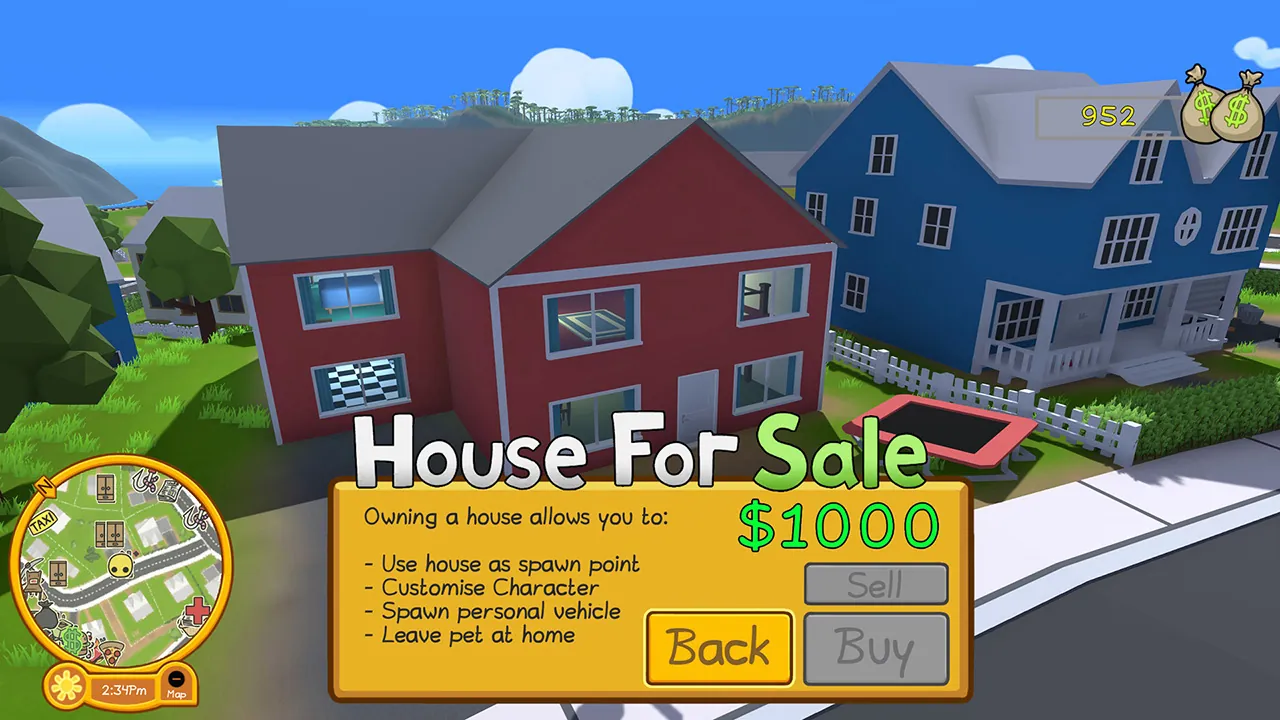 952
House For Sale
Owning a house allows you to:
$1000
- Use house as spawn point
- Customise Character
- Spawn personal vehicle
- Leave pet at home
Sell
Back
Buy
N
TAXI
2:34Pm
Map